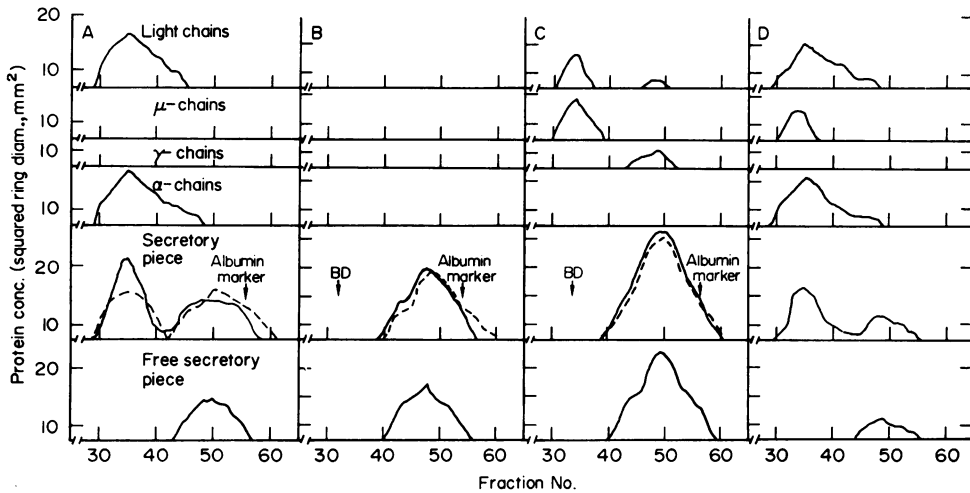 Protein conc. (squared ring diam., mm²)
20
A
Light chains
B
C
D
10
μ-chains
10
γ-chains
10
α-chains
10
Secretory
piece
Albumin
marker
BD
Albumin
marker
BD
Albumin
marker
20
10
Free secretory
piece
20
10
30 40 50 60
30 40 50 60
30 40 50 60
30 40 50 60
Fraction No.